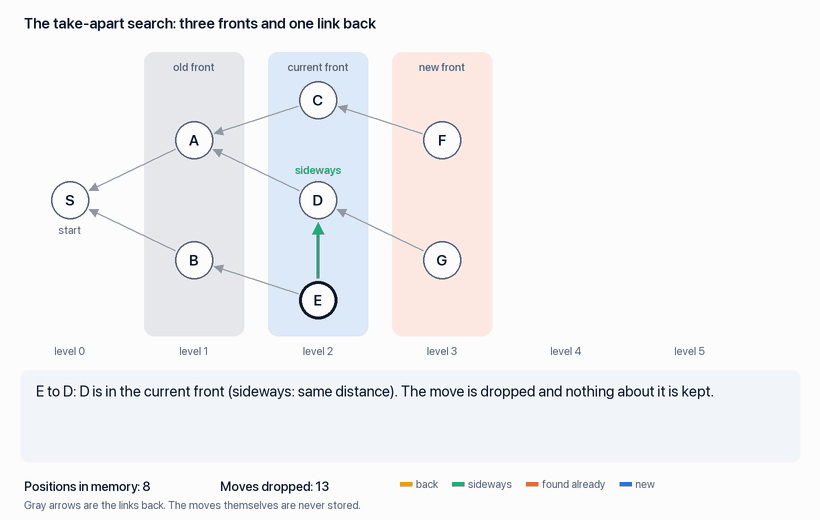 The take-apart search: three fronts and one link back
old front
current front
new front
C
A
F
sideways
S
D
start
B
G
E
level 0
level 1
level 2
level 3
level 4
level 5
E to D: D is in the current front (sideways: same distance). The move is dropped and nothing about it is kept.
Positions in memory: 8
Moves dropped: 13
back
sideways
found already
new
Gray arrows are the links back. The moves themselves are never stored.